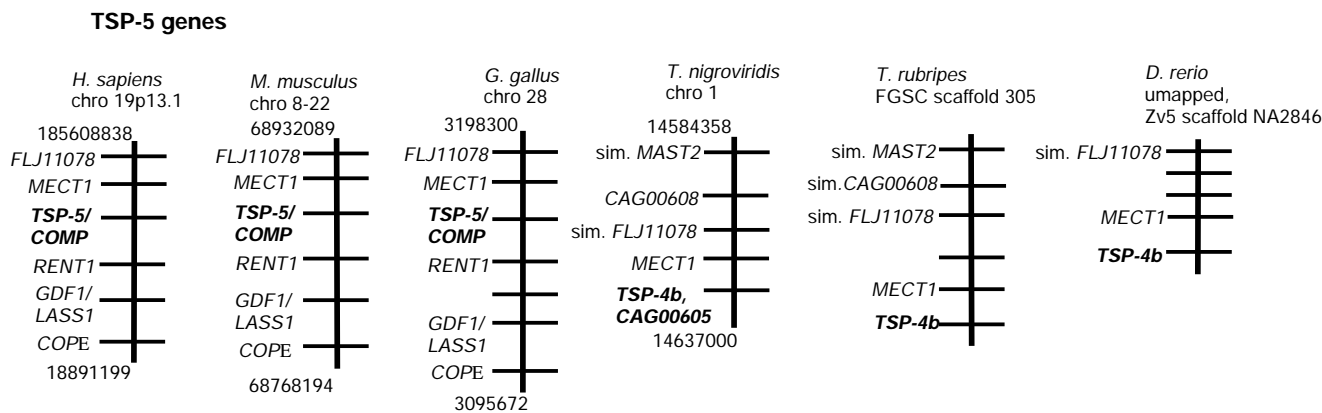 TSP-5 genes
H. sapiens
chro 19p13.1
185608838
FLJ11078
MECT1
TSP-5/
COMP
RENT1
GDF1/
LASS1
COPE
18891199
M. musculus
chro 8-22
68932089
FLJ11078
MECT1
TSP-5/
COMP
RENT1
GDF1/
LASS1
COPE
68768194
G. gallus
chro 28
3198300
FLJ11078
MECT1
TSP-5/
COMP
RENT1
GDF1/
LASS1
COPE
3095672
T. nigroviridis
chro 1
14584358
sim. MAST2
CAG00608
sim. FLJ11078
MECT1
TSP-4b,
CAG00605
14637000
T. rubripes
FGSC scaffold 305
sim. MAST2
sim.CAG00608
sim. FLJ11078
MECT1
TSP-4b
D. rerio
umapped,
Zv5 scaffold NA2846
sim. FLJ11078
MECT1
TSP-4b